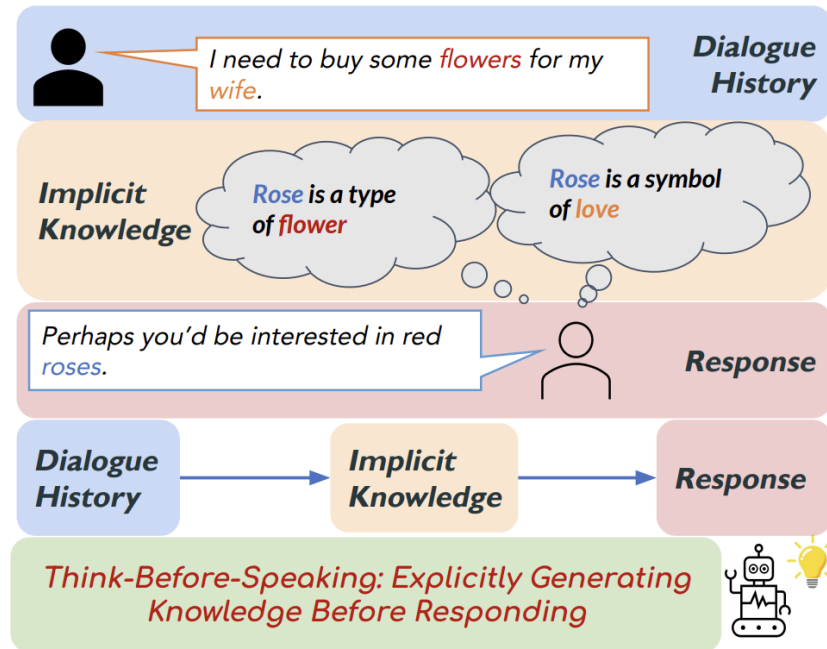 I need to buy some flowers for my
wife.
Dialogue
History
Implicit
Knowledge
Rose is a type
of flower
Rose is a symbol
of love
Perhaps you’d be interested in red
roses.
Response
Dialogue
History
Implicit
Knowledge
Response
Think-Before-Speaking: Explicitly Generating
Knowledge Before Responding